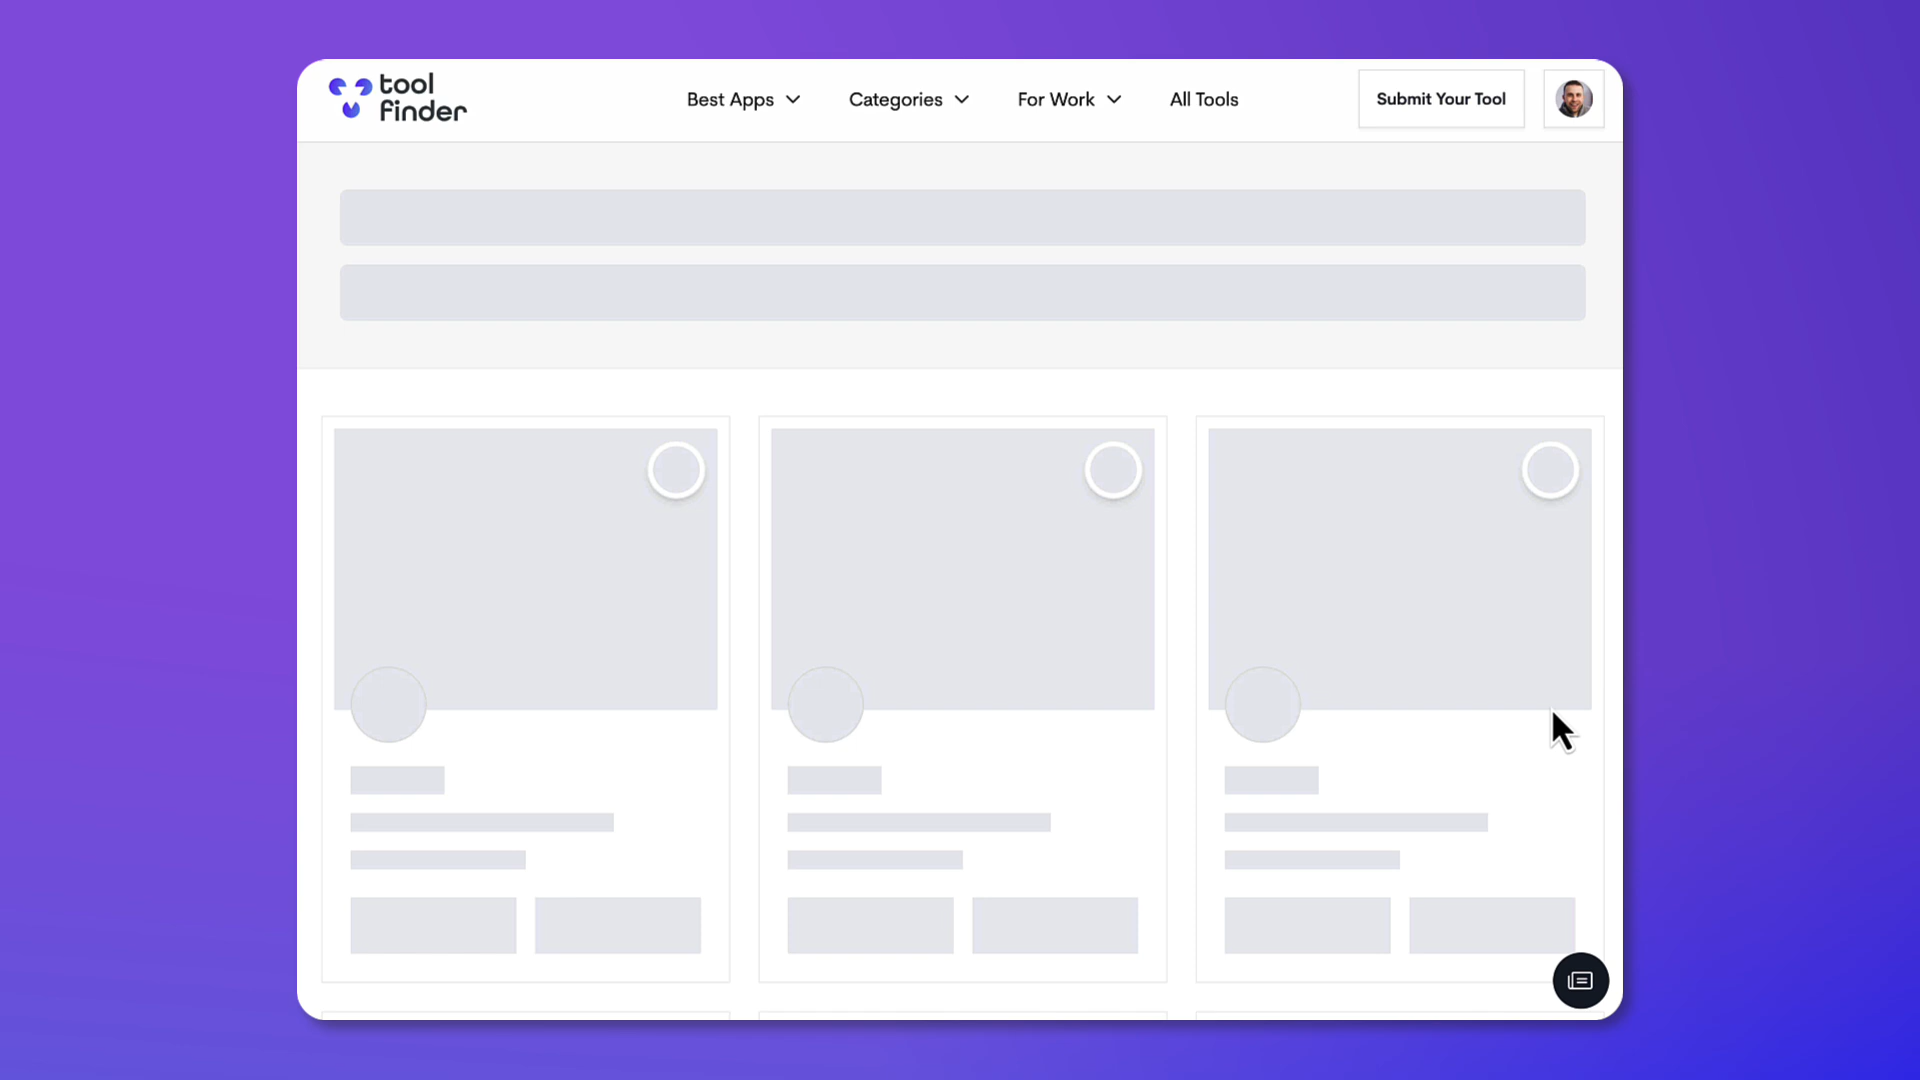 tool
finder
Best Apps
Categories
For Work
All Tools
Submit Your Tool